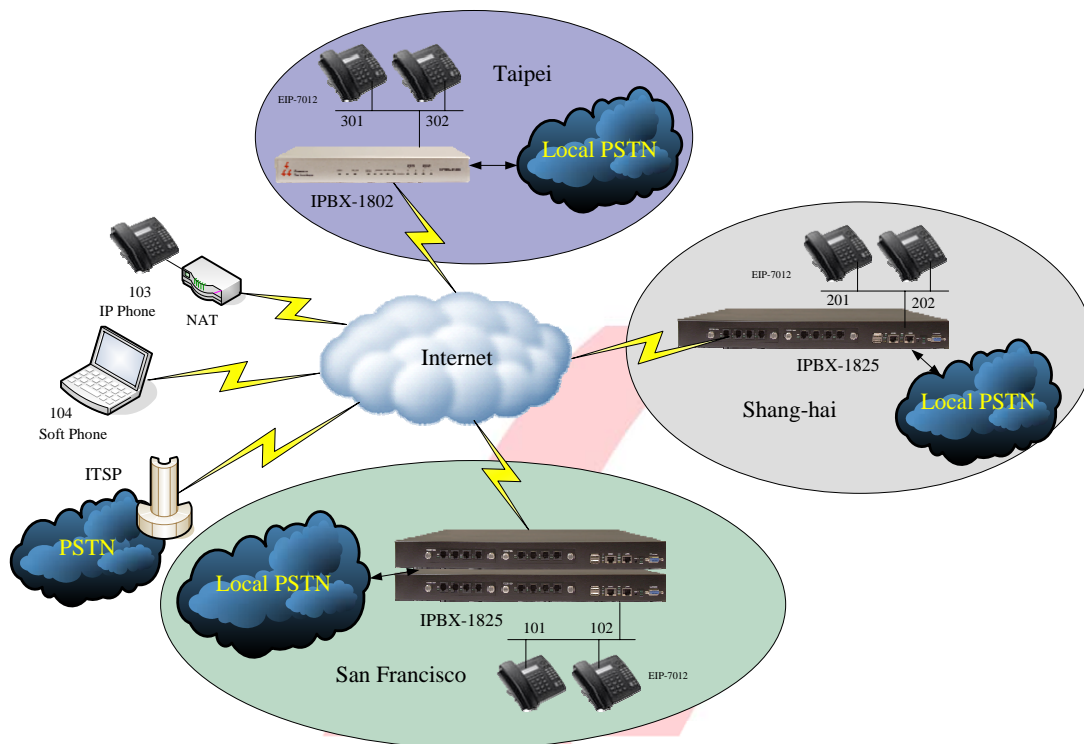 Taipei
EIP-7012
301
302
Local PSTN
IPBX-1802
103
IP Phone
NAT
EIP-7012
201
202
Internet
IPBX-1825
Shang-hai
Local PSTN
104
Soft Phone
ITSP
PSTN
Local PSTN
IPBX-1825
101
102
San Francisco
EIP-7012